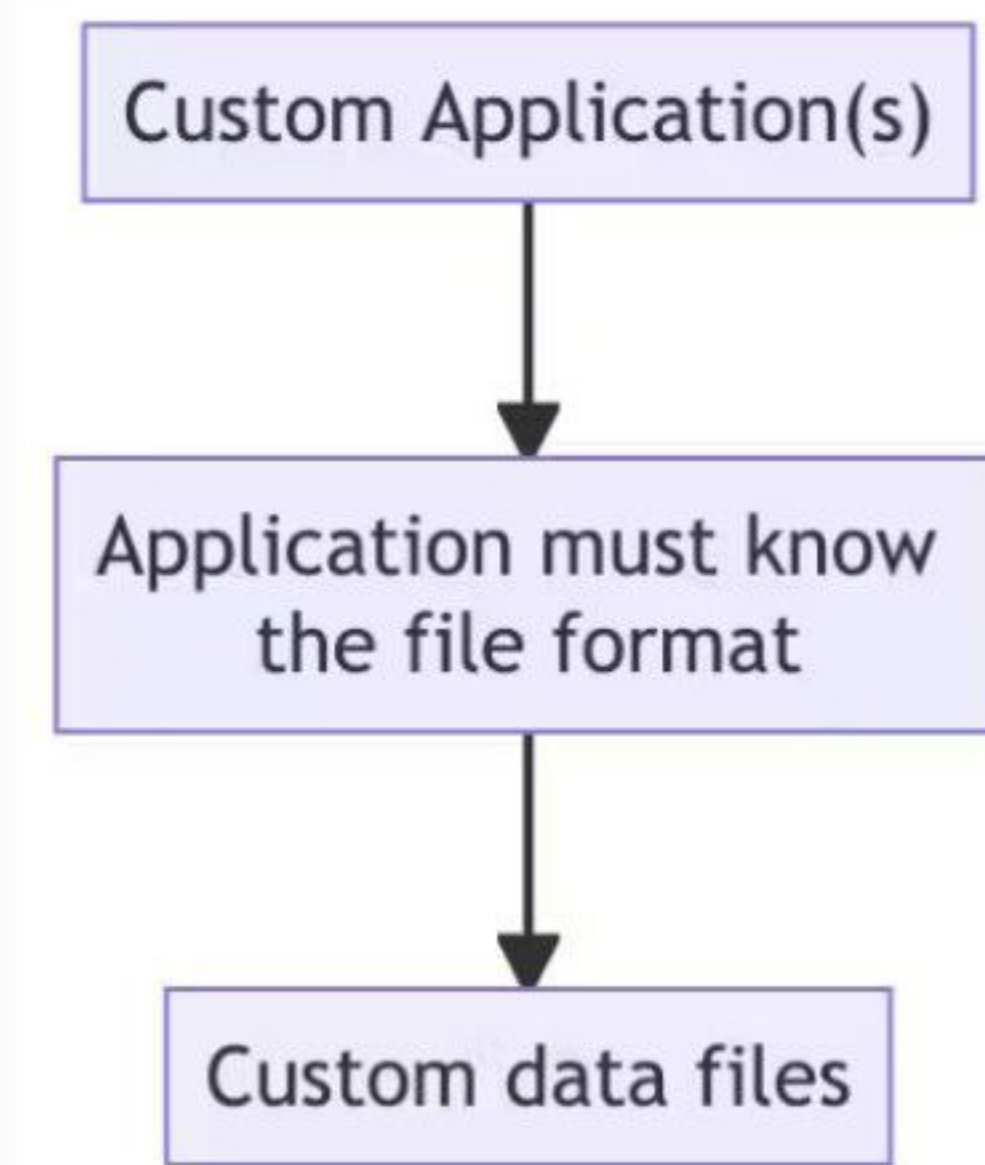 Custom Application(s)
Application must know
the file format
Custom data files